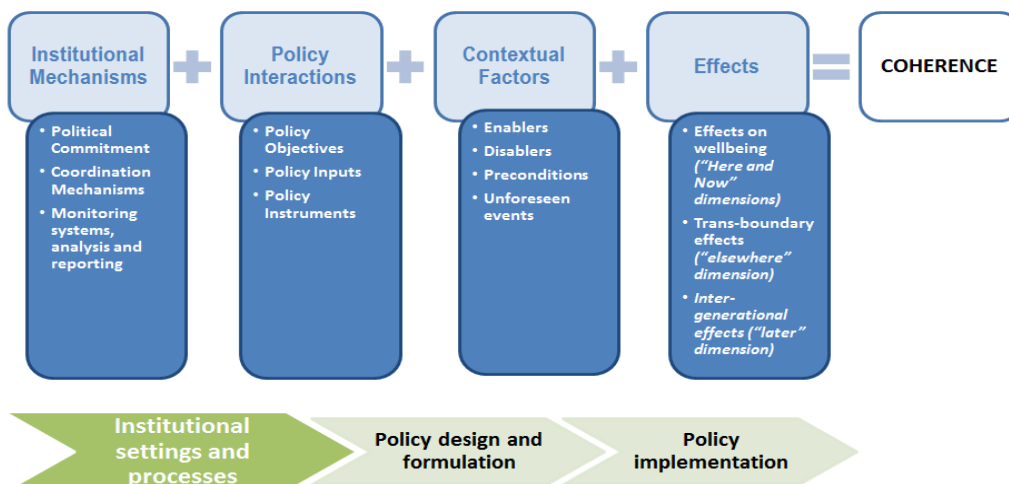 Institutional
Mechanisms
• Political
Commitment
• Coordination
Mechanisms
• Monitoring
systems,
analysis and
reporting
+
Policy
Interactions
• Policy
Objectives
• Policy Inputs
• Policy
Instruments
+
Contextual
Factors
• Enablers
• Disablers
• Preconditions
• Unforeseen
events
+
Effects
• Effects on
wellbeing
(“Here and
Now”
dimensions)
• Trans-boundary
effects
(“elsewhere”
dimension)
• Inter-
generational
effects (“later”
dimension)
=
COHERENCE
Institutional
settings and
processes
Policy design and
formulation
Policy
implementation